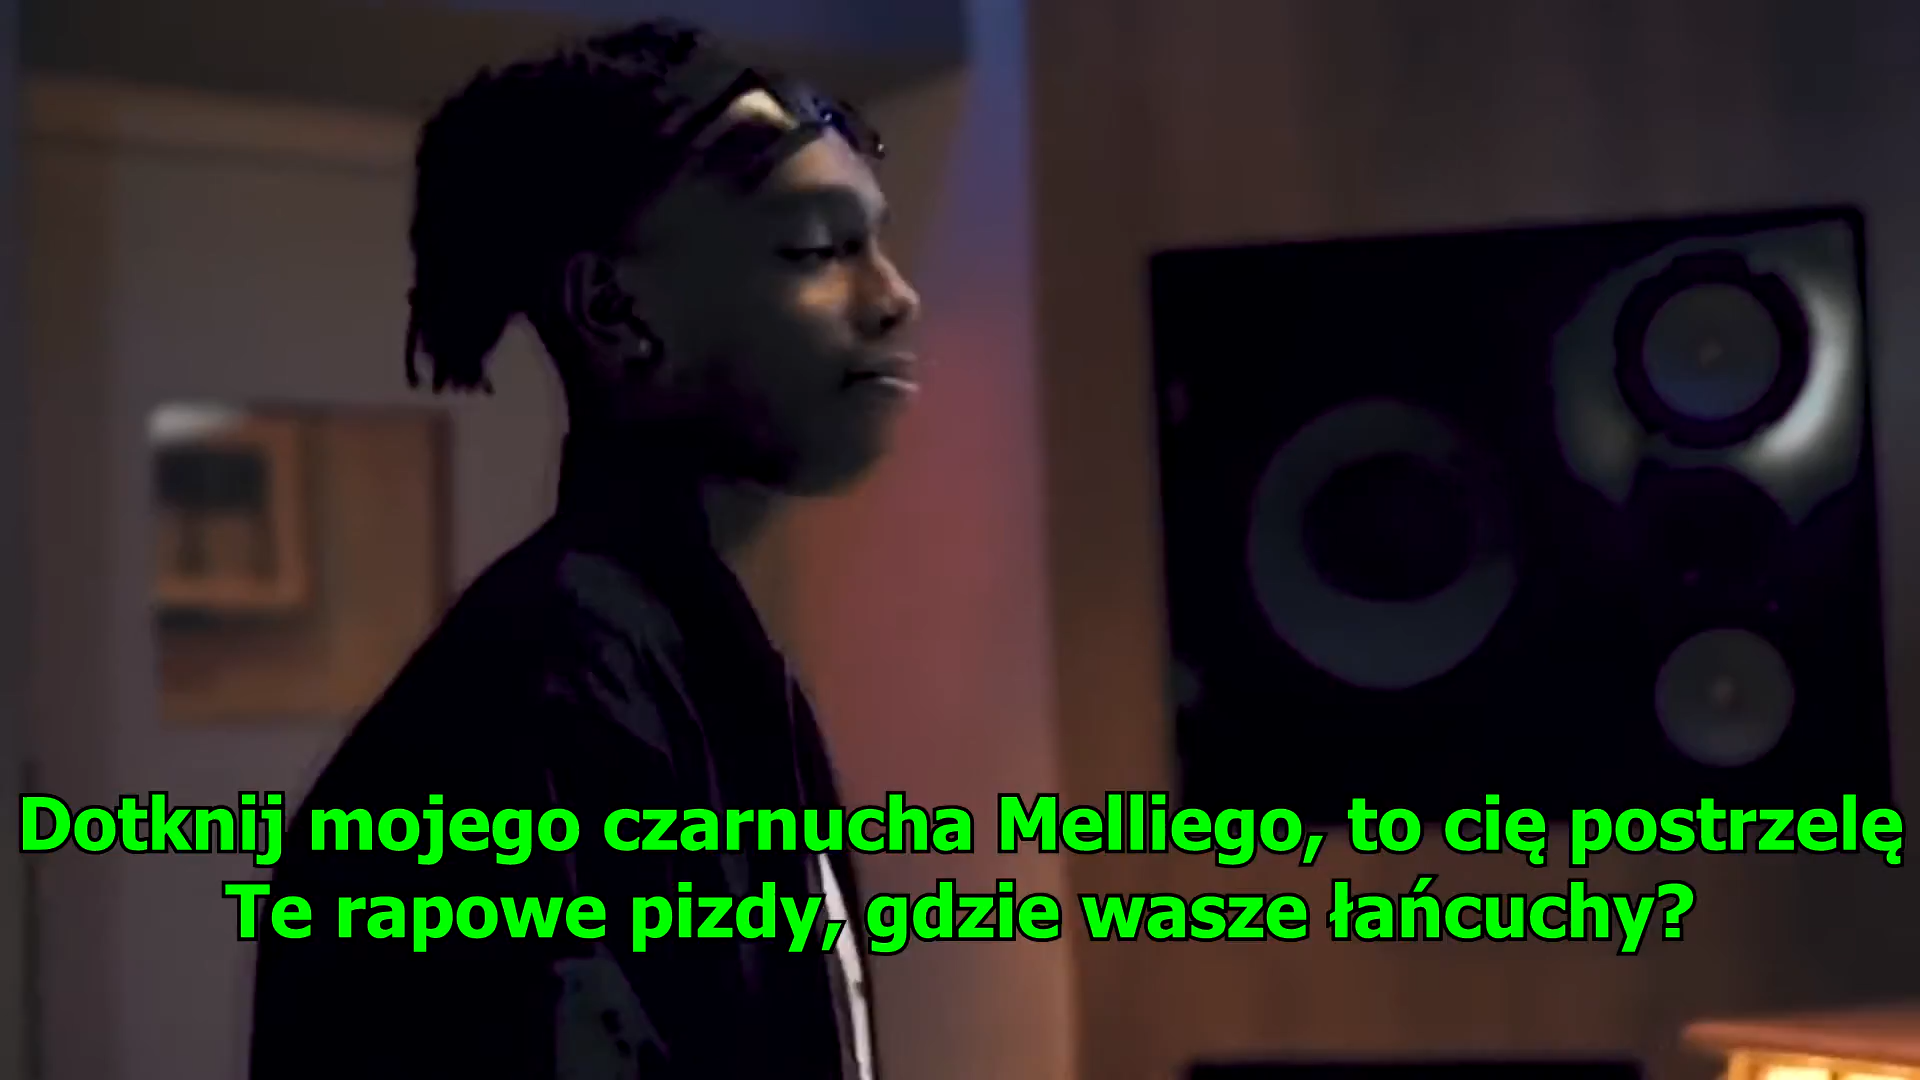 Dotknij mojego czarnucha Melliego, to cię postrzelę
Te rapowe pizdy, gdzie wasze łańcuchy?